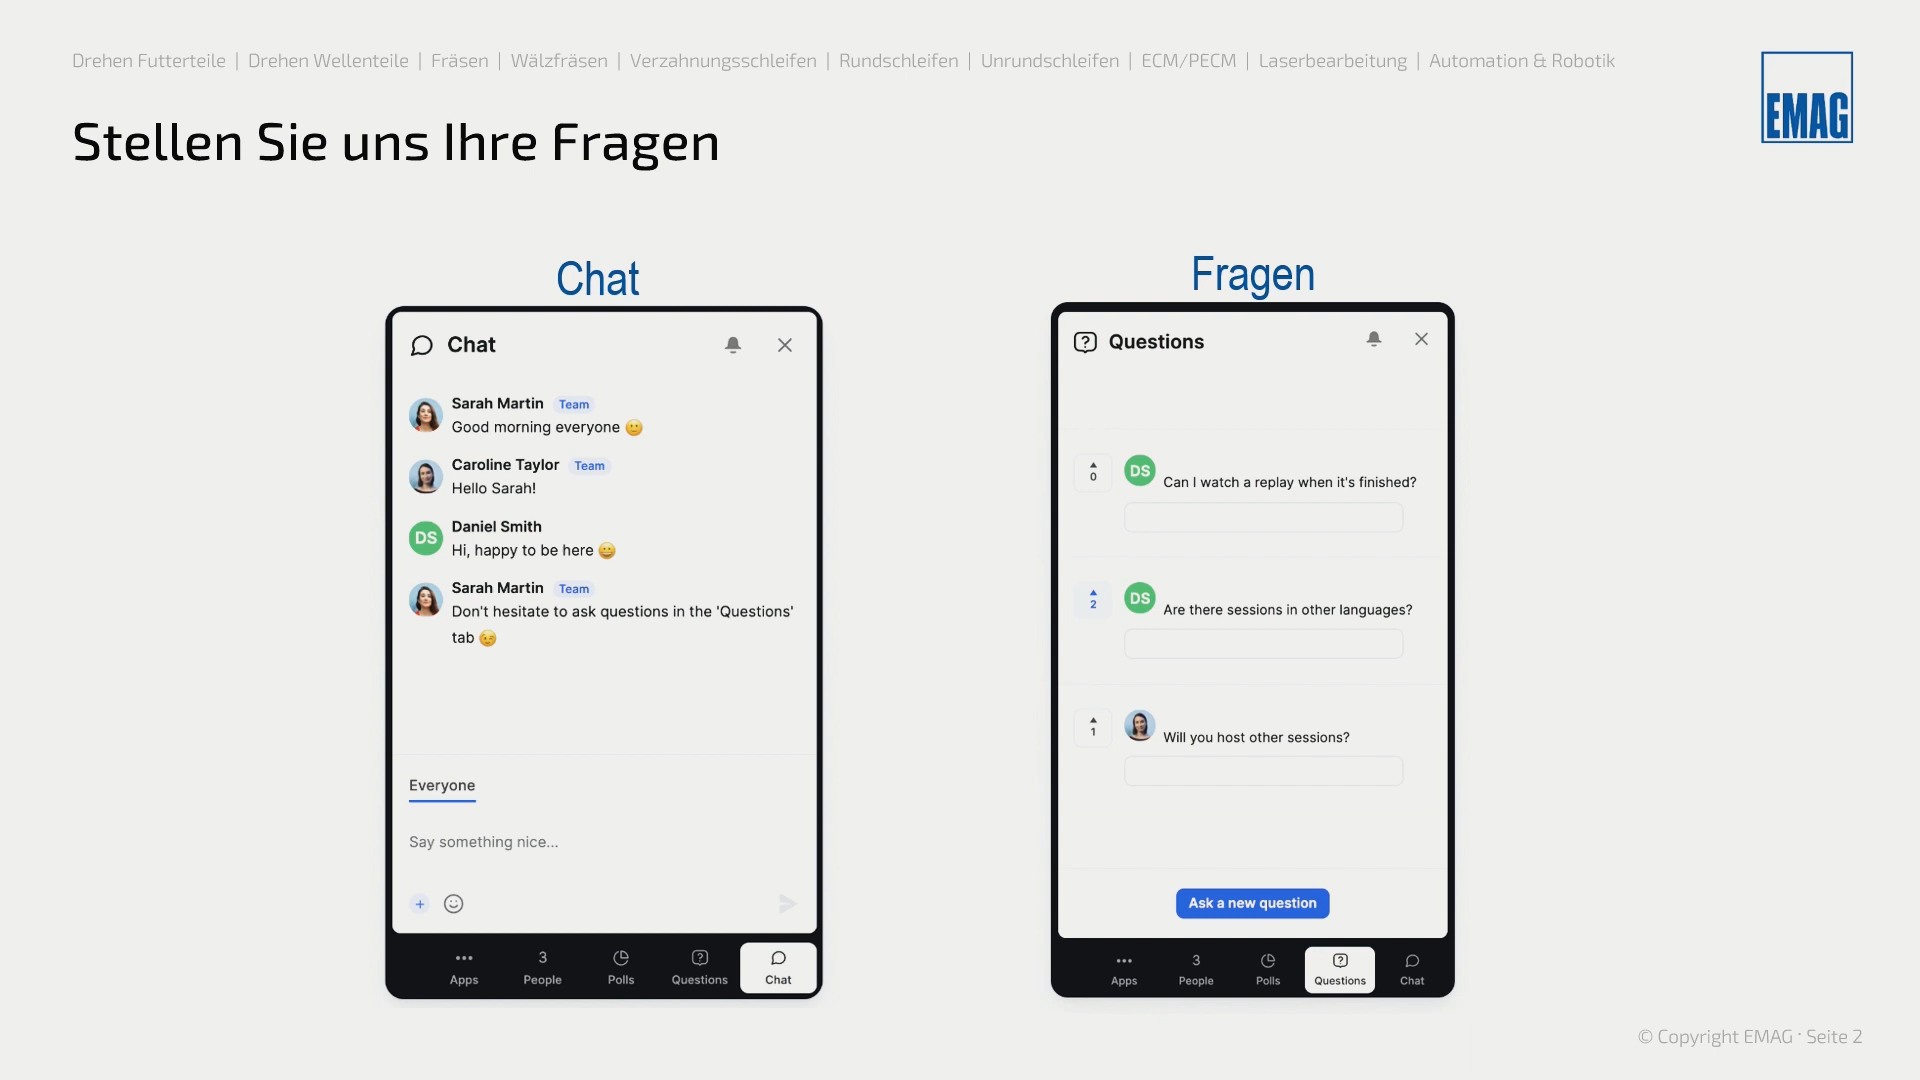 Drehen Futterteile | Drehen Wellenteile | Fräsen | Wälzfräsen | Verzahnungsschleifen | Rundschleifen | Unrundschleifen | ECM/PECM | Laserbearbeitung | Automation & Robotik
EMAG
Stellen Sie uns Ihre Fragen
Chat
Chat
Sarah Martin Team
Good morning everyone 🙂
Caroline Taylor Team
Hello Sarah!
DS Daniel Smith
Hi, happy to be here 😀
Sarah Martin Team
Don't hesitate to ask questions in the 'Questions'
tab 😉
Everyone
Say something nice...
+
3
Apps People Polls Questions Chat
Fragen
Questions
0 DS Can I watch a replay when it's finished?
2 DS Are there sessions in other languages?
1 Will you host other sessions?
Ask a new question
3
Apps People Polls Questions Chat
© Copyright EMAG · Seite 2